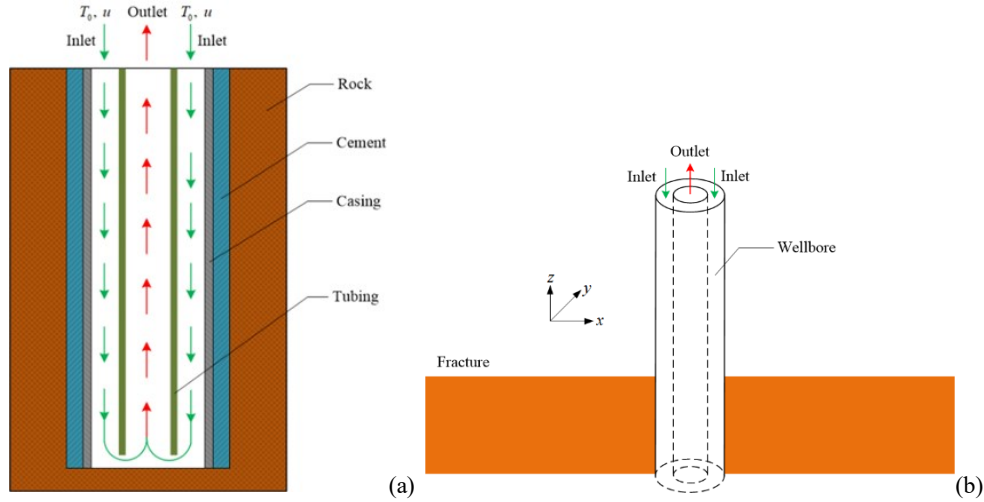 T₀, u Outlet T₀, u
Inlet Inlet
Rock
Cement
Casing
Tubing
(a)
Outlet
Inlet Inlet
Wellbore
z
y
x
Fracture
(b)